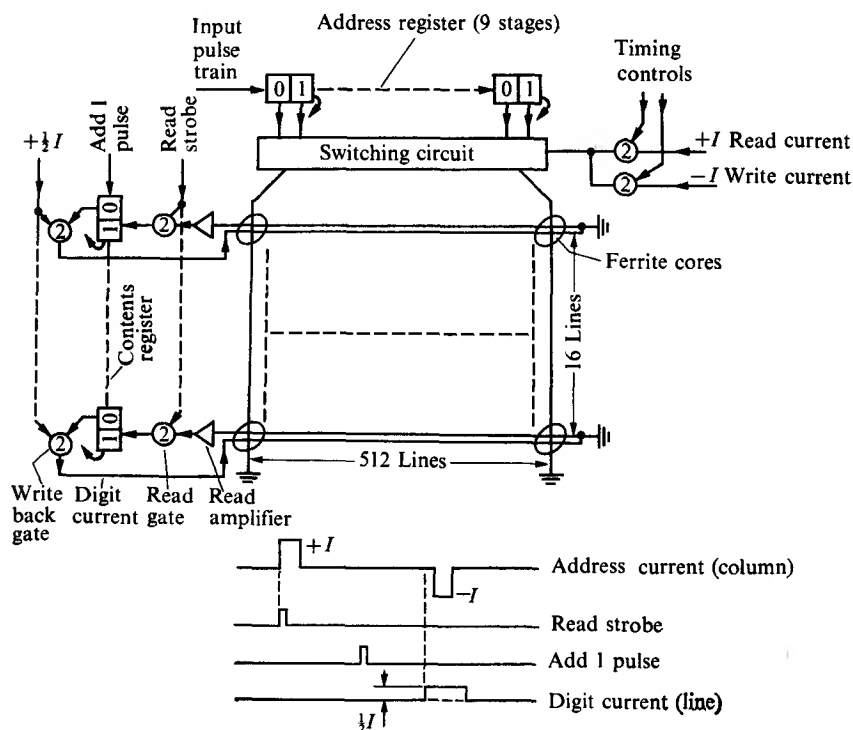 Input
pulse
train
Address register (9 stages)
Timing
controls
+½I
Add 1
pulse
Read
strobe
0 1
0 1
Switching circuit
2
+I Read current
2
−I Write current
2
0
1
2
Ferrite cores
Contents
register
16 Lines
2
0
1
2
512 Lines
Write
back
gate
Digit
current
Read
gate
Read
amplifier
+I
−I
Address current (column)
Read strobe
Add 1 pulse
½I
Digit current (line)